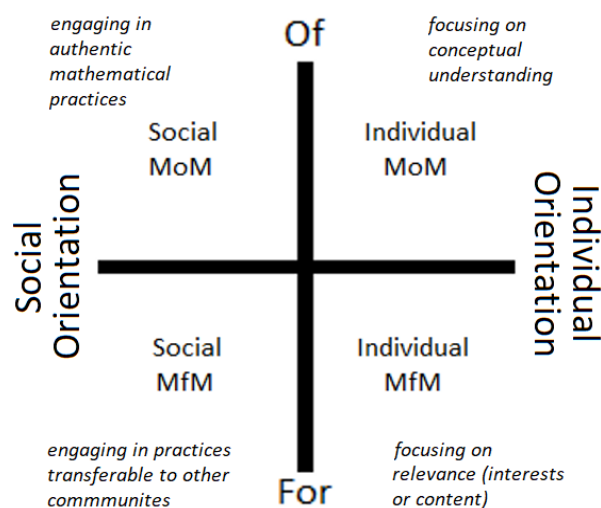 engaging in
authentic
mathematical
practices
Of
focusing on
conceptual
understanding
Social
MoM
Individual
MoM
Social
Orientation
Individual
Orientation
Social
MfM
Individual
MfM
engaging in practices
transferable to other
commmunites
For
focusing on
relevance (interests
or content)